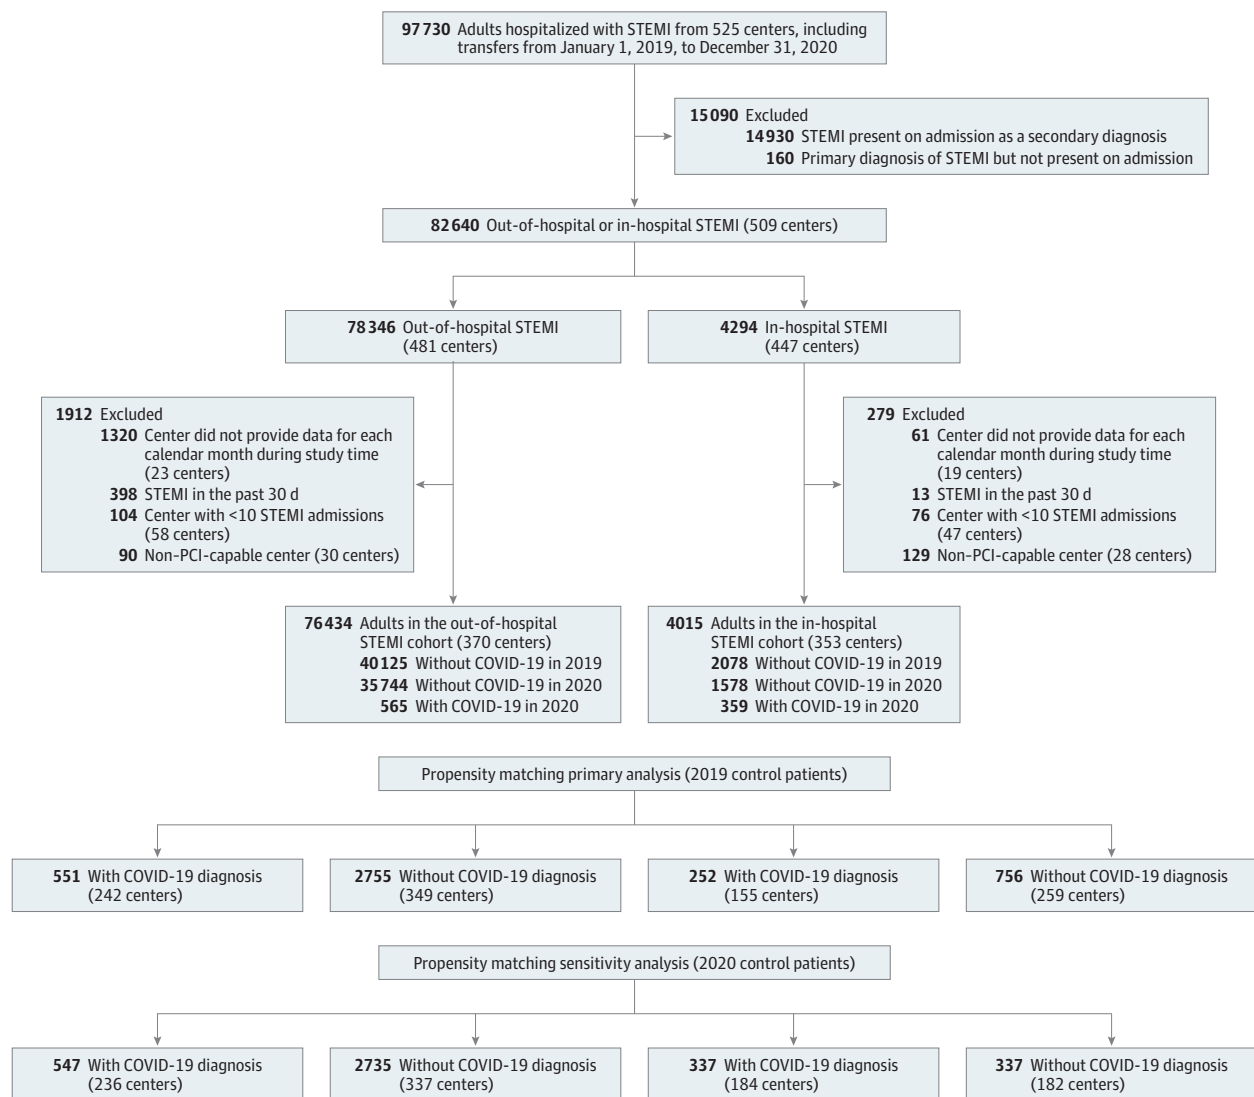 97730 Adults hospitalized with STEMI from 525 centers, including
transfers from January 1, 2019, to December 31, 2020
15090 Excluded
14930 STEMI present on admission as a secondary diagnosis
160 Primary diagnosis of STEMI but not present on admission
82640 Out-of-hospital or in-hospital STEMI (509 centers)
78346 Out-of-hospital STEMI
(481 centers)
4294 In-hospital STEMI
(447 centers)
1912 Excluded
1320 Center did not provide data for each
calendar month during study time
(23 centers)
398 STEMI in the past 30 d
104 Center with <10 STEMI admissions
(58 centers)
90 Non-PCI-capable center (30 centers)
279 Excluded
61 Center did not provide data for each
calendar month during study time
(19 centers)
13 STEMI in the past 30 d
76 Center with <10 STEMI admissions
(47 centers)
129 Non-PCI-capable center (28 centers)
76434 Adults in the out-of-hospital
STEMI cohort (370 centers)
40125 Without COVID-19 in 2019
35744 Without COVID-19 in 2020
565 With COVID-19 in 2020
4015 Adults in the in-hospital
STEMI cohort (353 centers)
2078 Without COVID-19 in 2019
1578 Without COVID-19 in 2020
359 With COVID-19 in 2020
Propensity matching primary analysis (2019 control patients)
551 With COVID-19 diagnosis
(242 centers)
2755 Without COVID-19 diagnosis
(349 centers)
252 With COVID-19 diagnosis
(155 centers)
756 Without COVID-19 diagnosis
(259 centers)
Propensity matching sensitivity analysis (2020 control patients)
547 With COVID-19 diagnosis
(236 centers)
2735 Without COVID-19 diagnosis
(337 centers)
337 With COVID-19 diagnosis
(184 centers)
337 Without COVID-19 diagnosis
(182 centers)